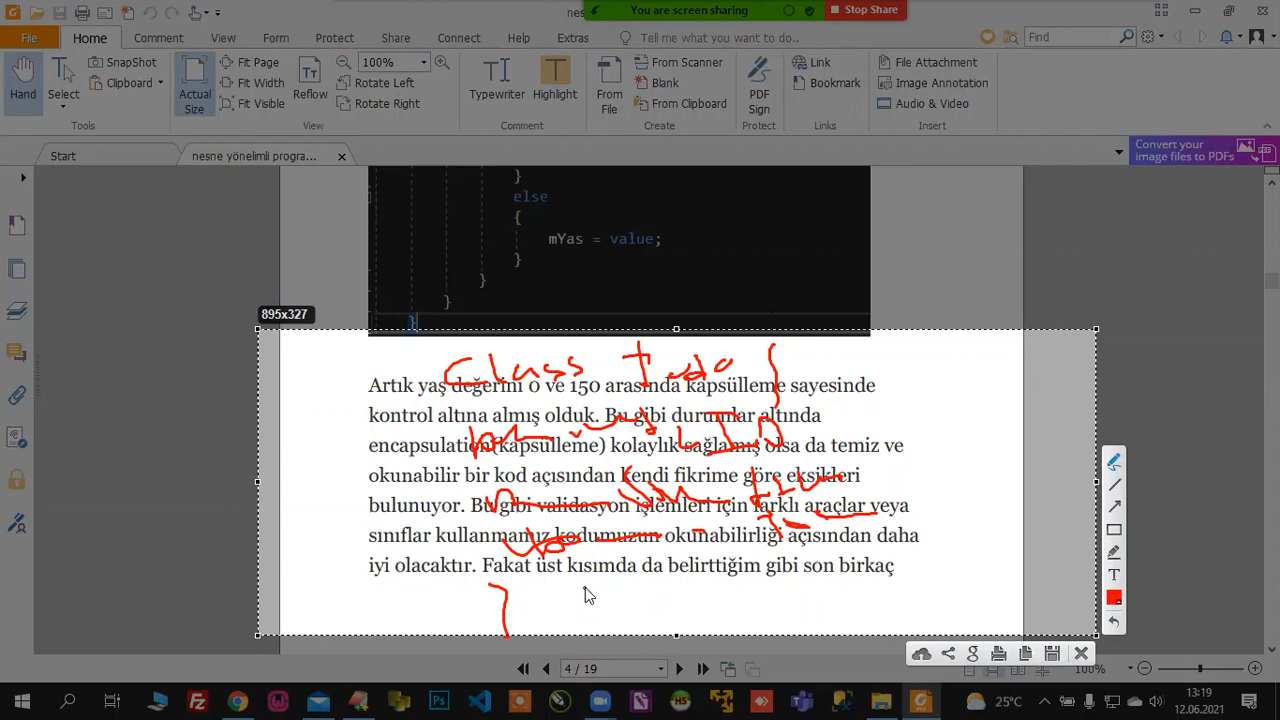 nes
You are screen sharing
Stop Share
File
Home
Comment
View
Form
Protect
Share
Connect
Help
Extras
Tell me what you want to do...
Find
Hand
Select
SnapShot
Clipboard
Actual Size
Fit Page
Fit Width
Fit Visible
Reflow
100%
Rotate Left
Rotate Right
Typewriter
Highlight
From File
From Scanner
Blank
From Clipboard
PDF Sign
Link
Bookmark
File Attachment
Image Annotation
Audio & Video
Tools
View
Comment
Create
Protect
Links
Insert
Start
nesne yönelimli progra...
Convert your
image files to PDFs
}
else
{
mYas = value;
}
}
}
}
895x327
Class
Artık yaş değerini 0 ve 150 arasında kapsülleme sayesinde
kontrol altına almış olduk. Bu gibi durumlar altında
encapsulation(kapsülleme) kolaylık sağlamış olsa da temiz ve
okunabilir bir kod açısından kendi fikrime göre eksikleri
bulunuyor. Bu gibi validasyon işlemleri için farklı araçlar veya
sınıflar kullanmamız kodumuzun okunabilirliği açısından daha
iyi olacaktır. Fakat üst kısımda da belirttiğim gibi son birkaç
}
T
4 / 19
100%
25°C
13:19
12.06.2021